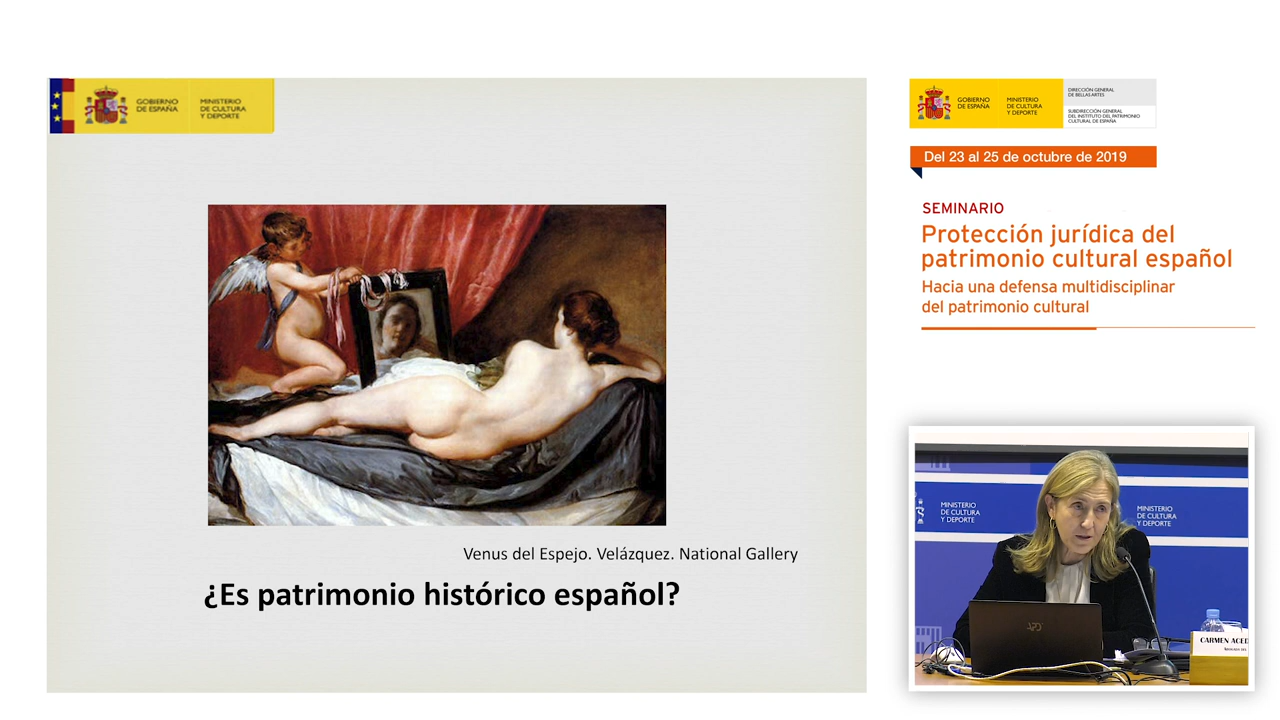 GOBIERNO
DE ESPAÑA
MINISTERIO
DE CULTURA
Y DEPORTE
Venus del Espejo. Velázquez. National Gallery
¿Es patrimonio histórico español?
GOBIERNO
DE ESPAÑA
MINISTERIO
DE CULTURA
Y DEPORTE
DIRECCIÓN GENERAL
DE BELLAS ARTES
SUBDIRECCIÓN GENERAL
DEL INSTITUTO DEL PATRIMONIO
CULTURAL DE ESPAÑA
Del 23 al 25 de octubre de 2019
SEMINARIO
Protección jurídica del
patrimonio cultural español
Hacia una defensa multidisciplinar
del patrimonio cultural
MINISTERIO
DE CULTURA
Y DEPORTE
MINISTERIO
DE CULTURA
Y DEPORTE
CARMEN ACED